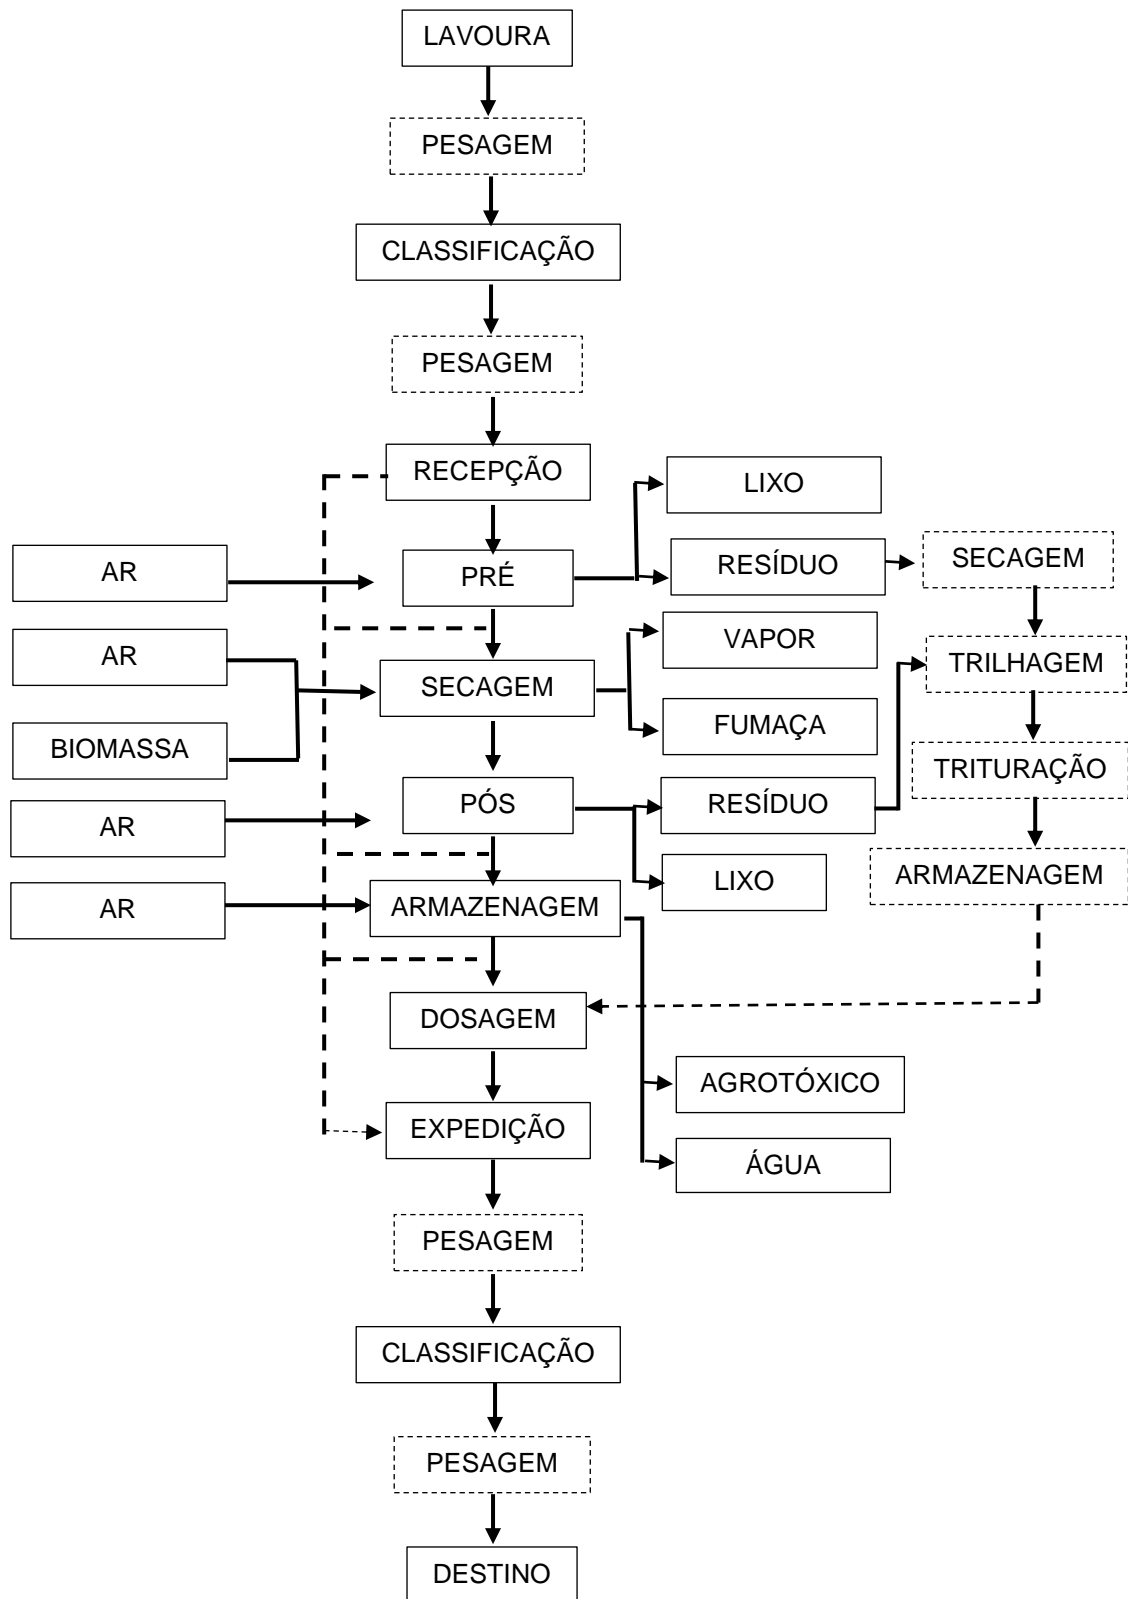 LAVOURA
PESAGEM
CLASSIFICAÇÃO
PESAGEM
RECEPÇÃO
LIXO
AR
PRÉ
RESÍDUO
SECAGEM
AR
VAPOR
SECAGEM
TRILHAGEM
BIOMASSA
FUMAÇA
AR
PÓS
RESÍDUO
TRITURAÇÃO
AR
ARMAZENAGEM
LIXO
ARMAZENAGEM
DOSAGEM
AGROTÓXICO
EXPEDIÇÃO
ÁGUA
PESAGEM
CLASSIFICAÇÃO
PESAGEM
DESTINO